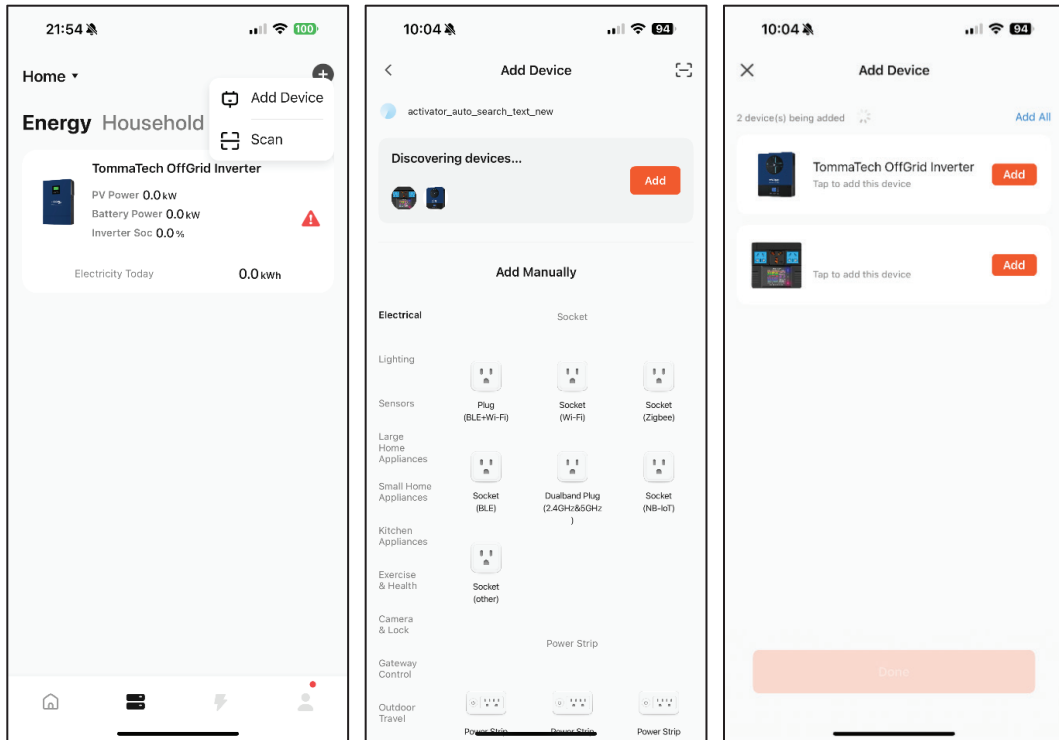 21:54
100
Home
Add Device
Scan
Energy Household
TommaTech OffGrid Inverter
PV Power 0.0 kW
Battery Power 0.0 kW
Inverter Soc 0.0 %
Electricity Today 0.0 kWh
10:04
94
Add Device
activator_auto_search_text_new
Discovering devices...
Add
Add Manually
Electrical
Lighting
Sensors
Large
Home
Appliances
Small Home
Appliances
Kitchen
Appliances
Exercise
& Health
Camera
& Lock
Gateway
Control
Outdoor
Travel
Socket
Plug
(BLE+Wi-Fi)
Socket
(Wi-Fi)
Socket
(Zigbee)
Socket
(BLE)
Dualband Plug
(2.4GHz&5GHz
)
Socket
(NB-IoT)
Socket
(other)
Power Strip
Power Strip
Power Strip
Power Strip
10:04
94
Add Device
2 device(s) being added
Add All
TommaTech OffGrid Inverter
Tap to add this device
Add
Tap to add this device
Add
Done